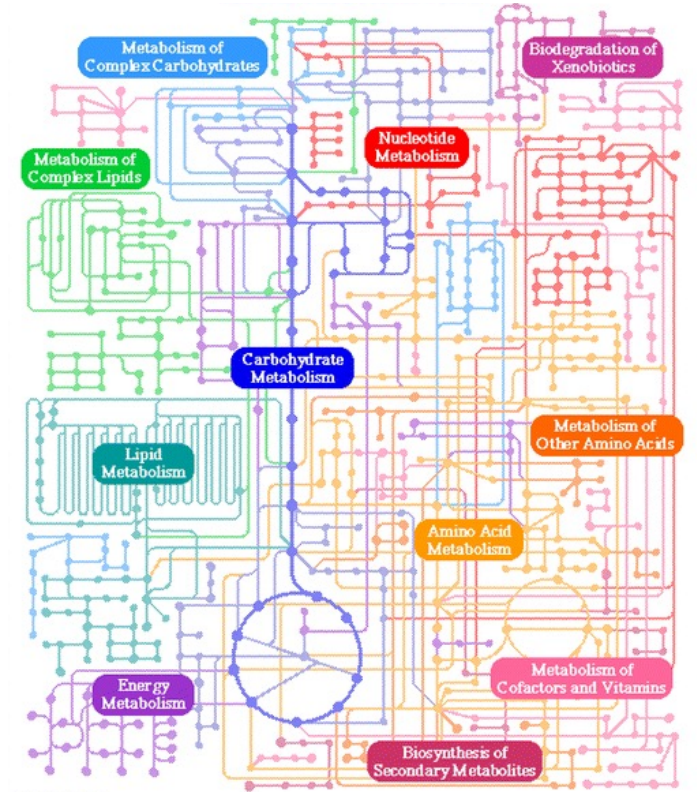 Metabolism of
Complex Carbohydrates
Biodegradation of
Xenobiotics
Nucleotide
Metabolism
Metabolism of
Complex Lipids
Carbohydrate
Metabolism
Metabolism of
Other Amino Acids
Lipid
Metabolism
Amino Acid
Metabolism
Metabolism of
Cofactors and Vitamins
Energy
Metabolism
Biosynthesis of
Secondary Metabolites